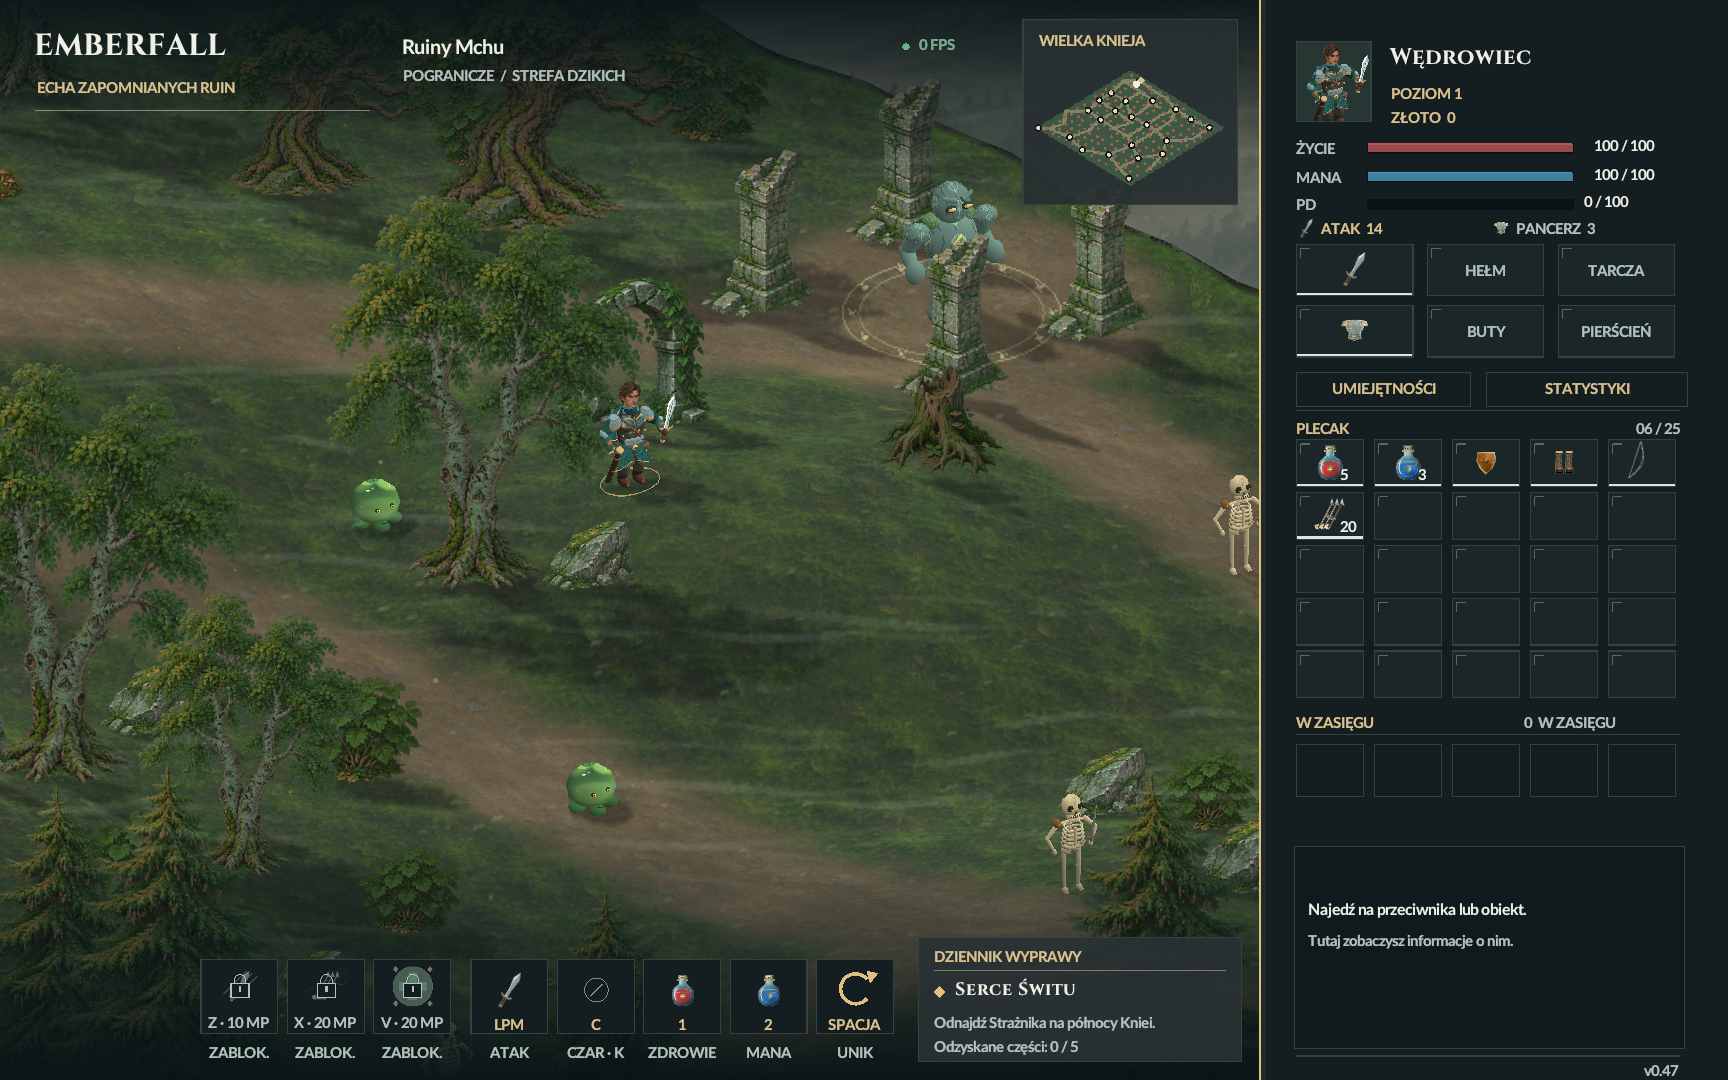 EMBERFALL
ECHA ZAPOMNIANYCH RUIN
Ruiny Mchu
POGRANICZE / STREFA DZIKICH
0 FPS
WIELKA KNIEJA
WĘDROWIEC
POZIOM 1
ZŁOTO 0
ŻYCIE 100 / 100
MANA 100 / 100
PD 0 / 100
ATAK 14 PANCERZ 3
HEŁM TARCZA
BUTY PIERŚCIEŃ
UMIEJĘTNOŚCI STATYSTYKI
PLECAK 06 / 25
5 3
20
W ZASIĘGU 0 W ZASIĘGU
Najedź na przeciwnika lub obiekt.
Tutaj zobaczysz informacje o nim.
v0.47
Z · 10 MP X · 20 MP V · 20 MP LPM C 1 2 SPACJA
ZABLOK. ZABLOK. ZABLOK. ATAK CZAR · K ZDROWIE MANA UNIK
DZIENNIK WYPRAWY
SERCE ŚWITU
Odnajdź Strażnika na północy Kniei.
Odzyskane części: 0 / 5